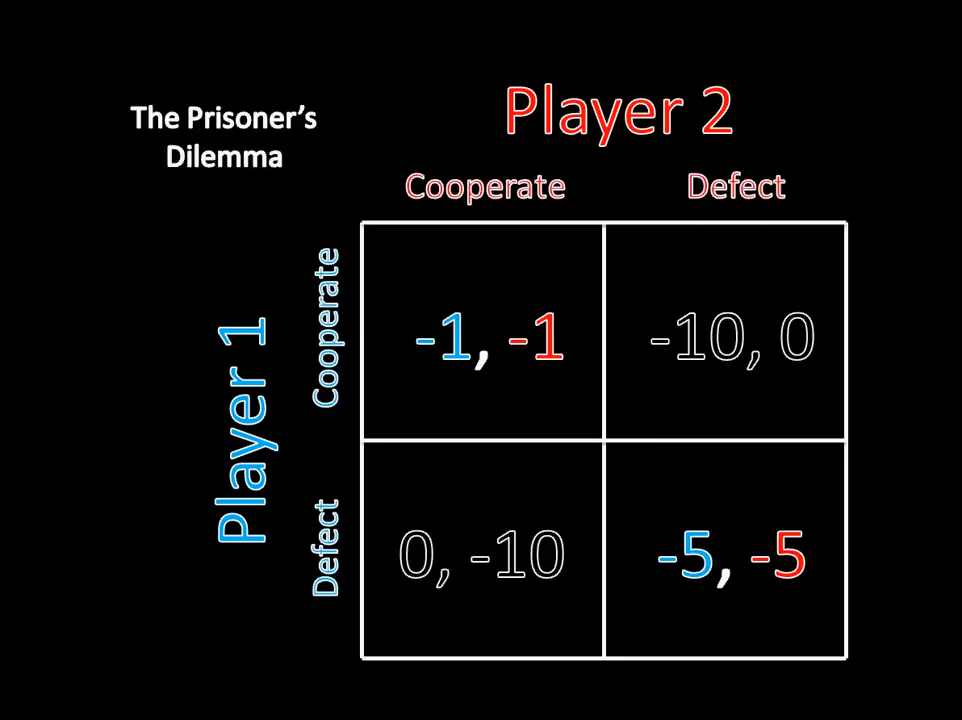 The Prisoner’s
Dilemma
Player 2
Cooperate Defect
Player 1
Cooperate
-1, -1 -10, 0
Defect
0, -10 -5, -5